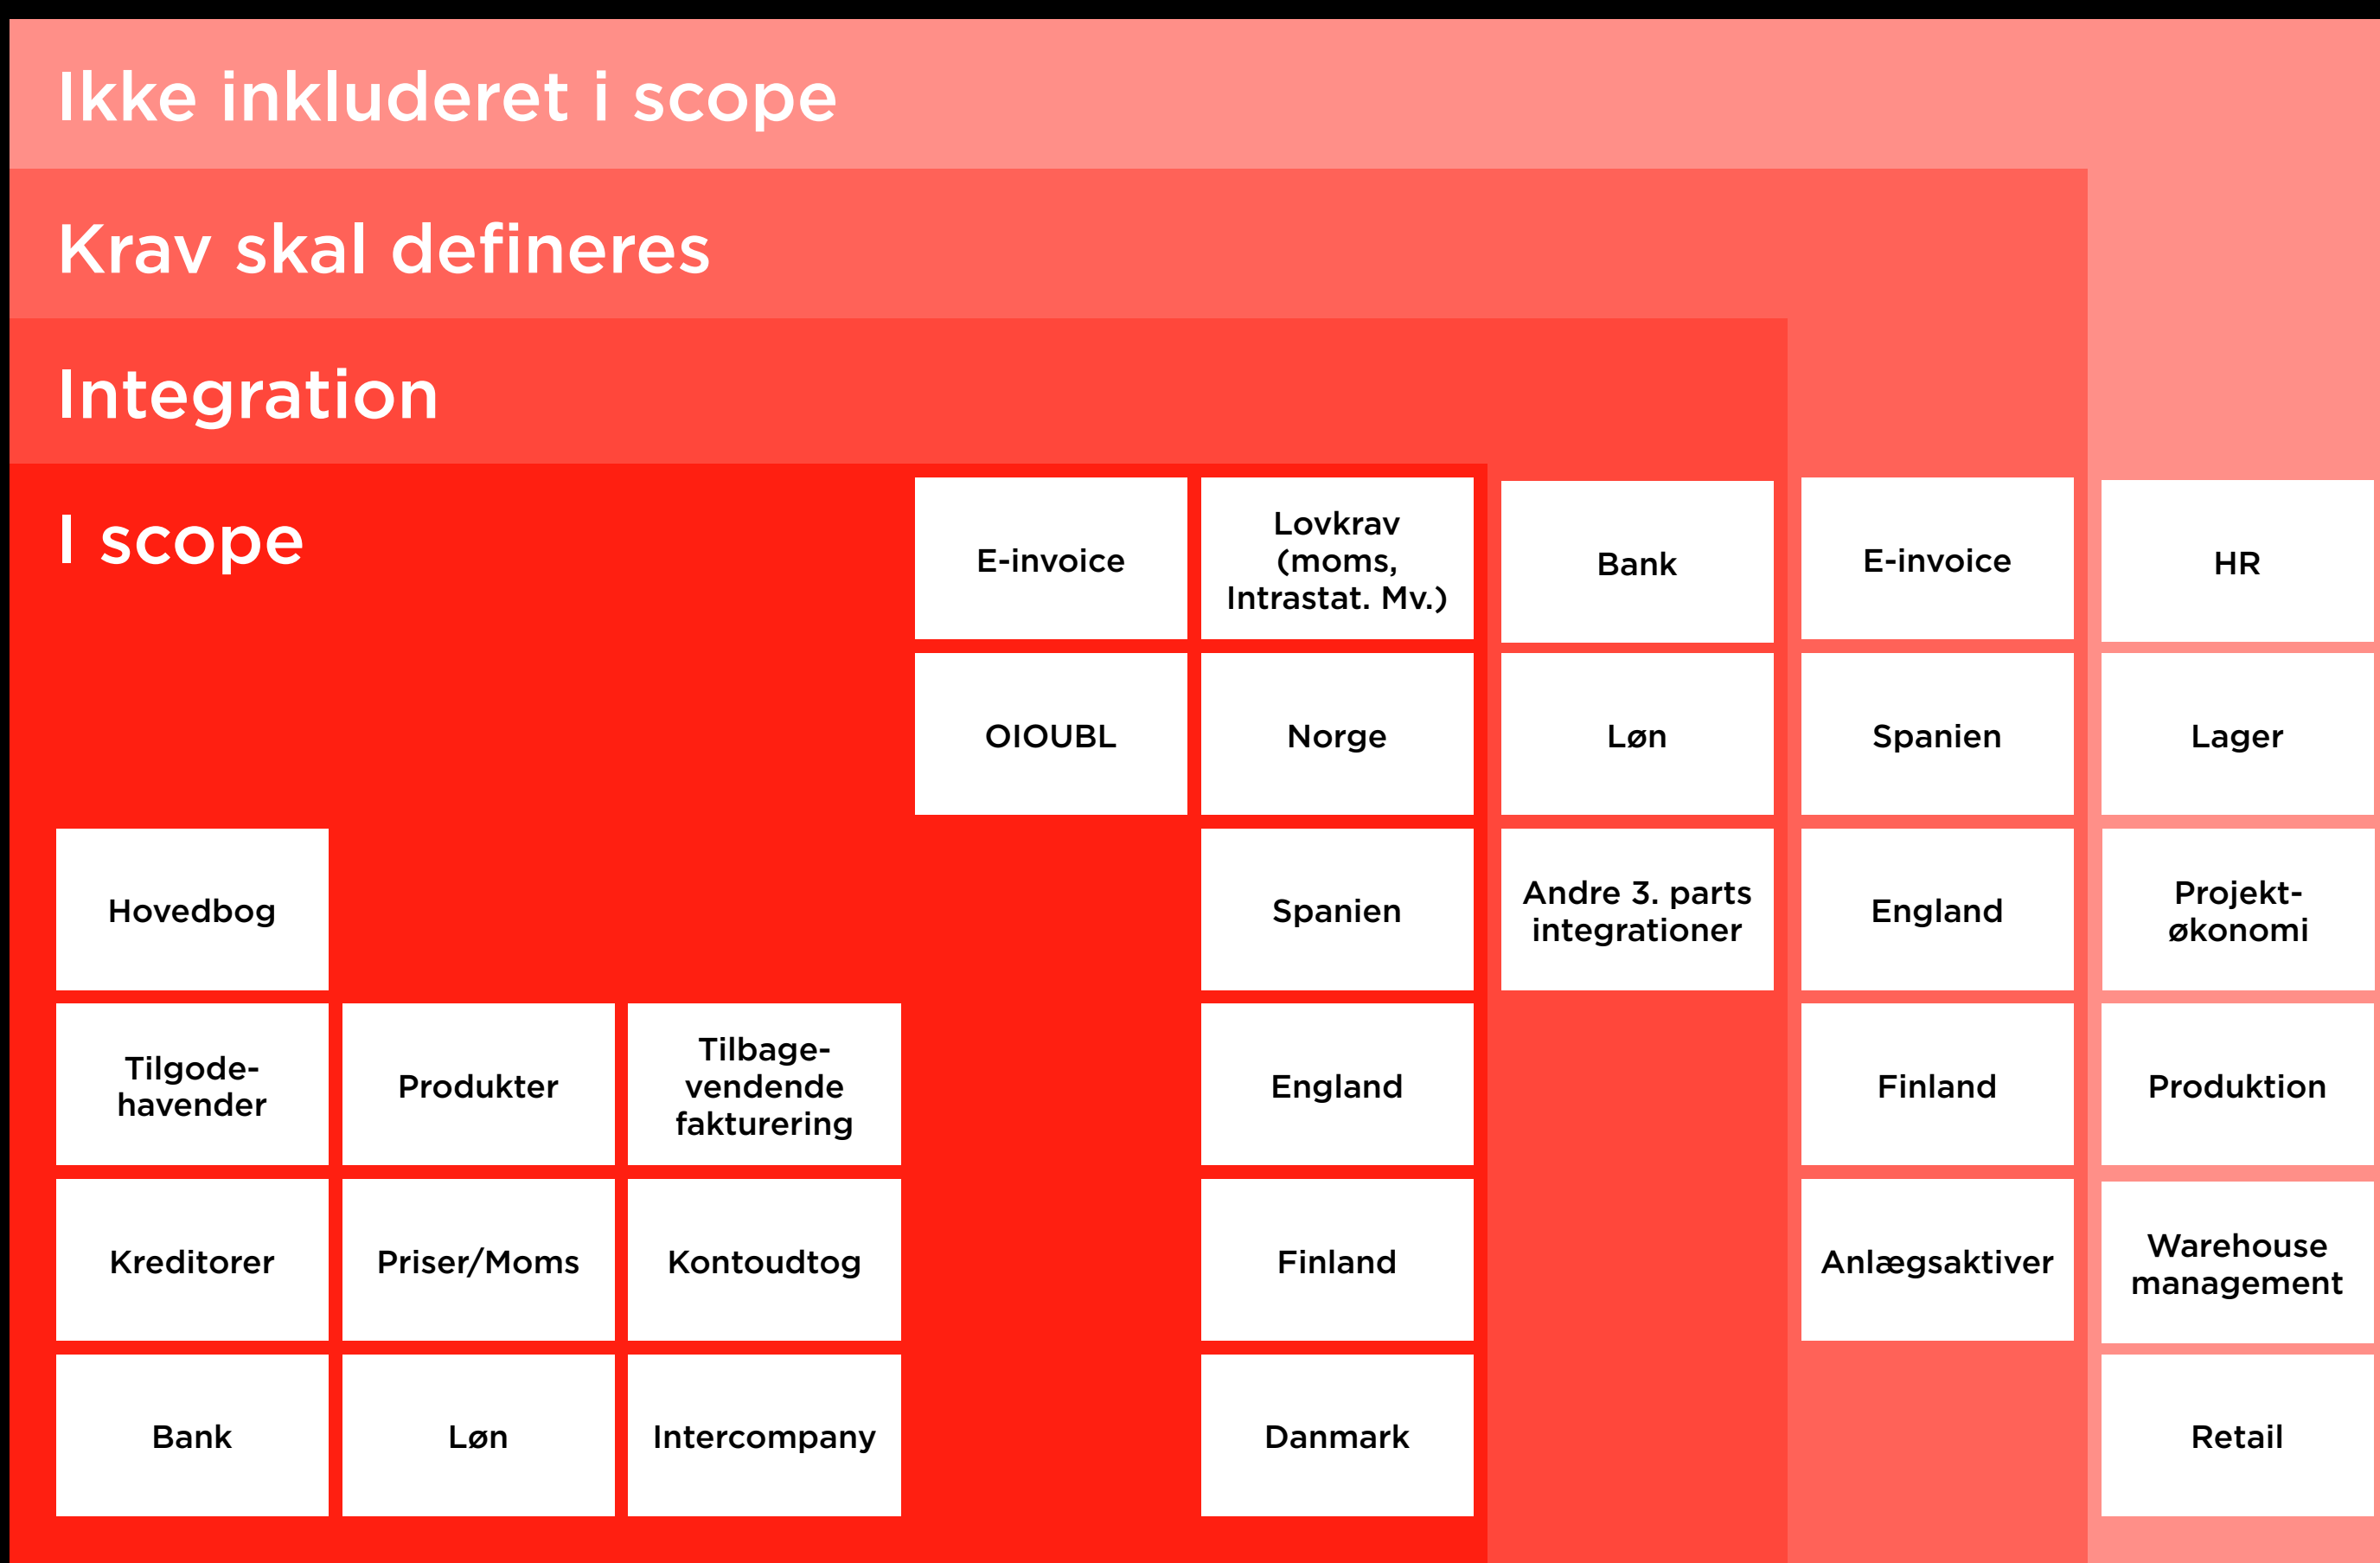 Ikke inkluderet i scope
Krav skal defineres
Integration
I scope
E-invoice
Lovkrav
(moms,
Intrastat. Mv.)
Bank
E-invoice
HR
OIOUBL
Norge
Løn
Spanien
Lager
Hovedbog
Spanien
Andre 3. parts
integrationer
England
Projekt-
økonomi
Tilgode-
havender
Produkter
Tilbage-
vendende
fakturering
England
Finland
Produktion
Kreditorer
Priser/Moms
Kontoudtog
Finland
Anlægsaktiver
Warehouse
management
Bank
Løn
Intercompany
Danmark
Retail